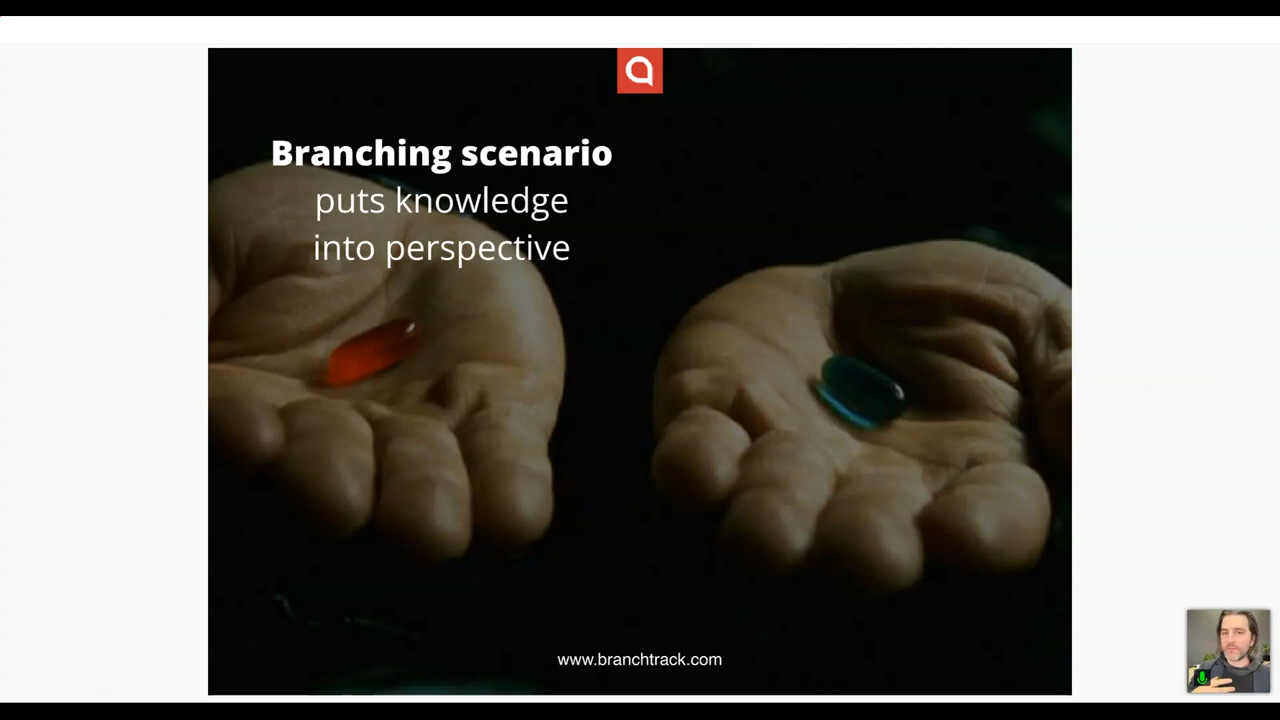 Branching scenario
puts knowledge
into perspective
www.branchtrack.com